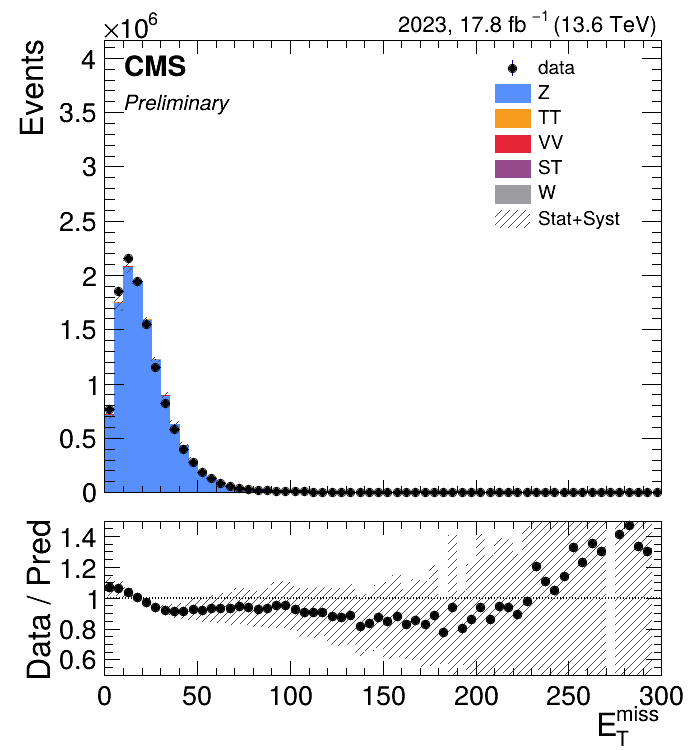 ×10⁶
2023, 17.8 fb⁻¹ (13.6 TeV)
Events
CMS
Preliminary
data
Z
TT
VV
ST
W
Stat+Syst
4
3.5
3
2.5
2
1.5
1
0.5
0
Data / Pred
1.4
1.2
1
0.8
0.6
0 50 100 150 200 250 300
E_T^miss